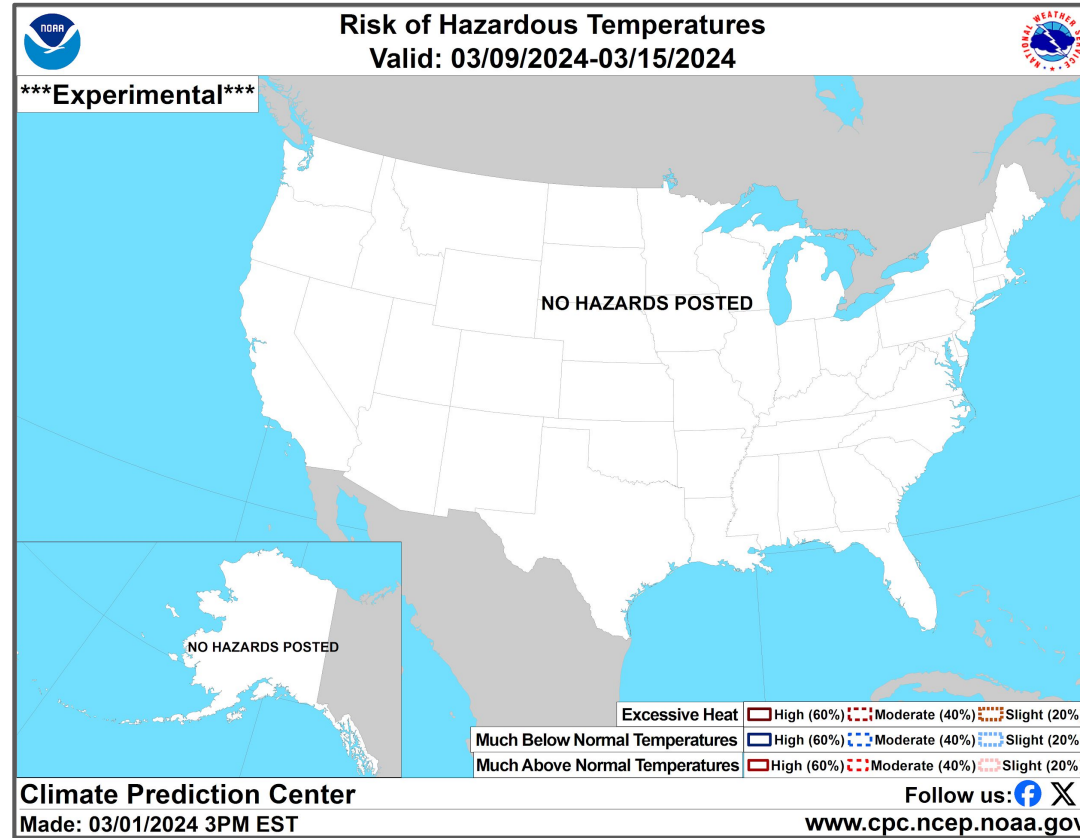 NOAA
Risk of Hazardous Temperatures
Valid: 03/09/2024-03/15/2024
NATIONAL WEATHER SERVICE
***Experimental***
NO HAZARDS POSTED
NO HAZARDS POSTED
Excessive Heat High (60%) Moderate (40%) Slight (20%
Much Below Normal Temperatures High (60%) Moderate (40%) Slight (20%
Much Above Normal Temperatures High (60%) Moderate (40%) Slight (20%
Climate Prediction Center
Follow us:
Made: 03/01/2024 3PM EST
www.cpc.ncep.noaa.gov